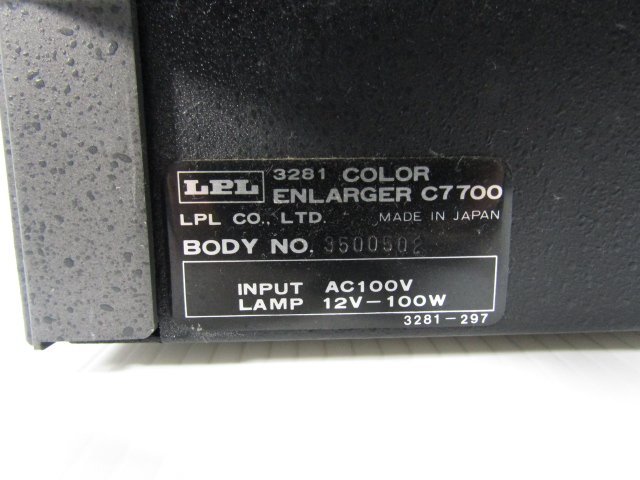 LPL 3281 COLOR
ENLARGER C7700
LPL CO., LTD. MADE IN JAPAN
BODY NO.
INPUT AC100V
LAMP 12V-100W
3281-297